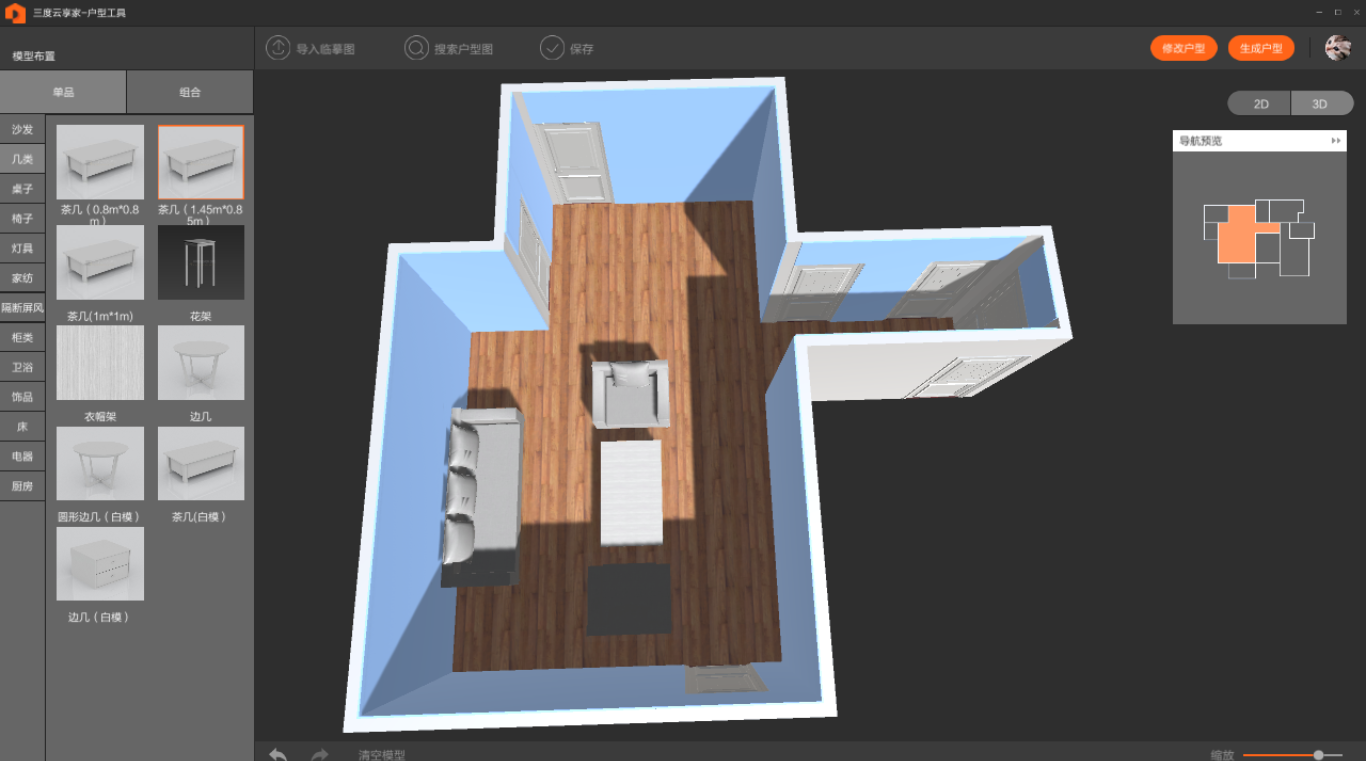 三度云享家-户型工具
模型布置
导入临摹图
搜索户型图
保存
修改户型
生成户型
单品
组合
2D
3D
导航预览
沙发
几类
桌子
椅子
灯具
家纺
隔断屏风
柜类
卫浴
饰品
床
电器
厨房
茶几（0.8m*0.8
m）
茶几（1.45m*0.8
5m）
茶几(1m*1m)
花架
衣帽架
边几
圆形边几（白模）
茶几(白模）
边几（白模）
清空模型
缩放